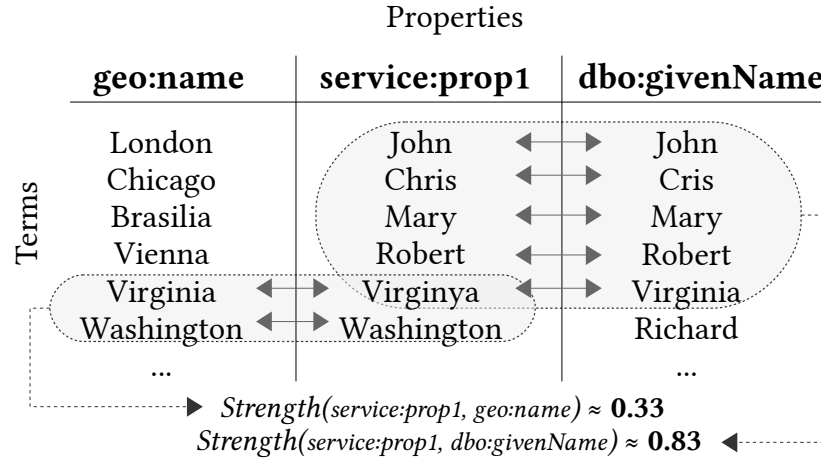 Properties
geo:name service:prop1 dbo:givenName
Terms
London John John
Chicago Chris Cris
Brasilia Mary Mary
Vienna Robert Robert
Virginia Virginya Virginia
Washington Washington Richard
... ...
Strength(service:prop1, geo:name) ≈ 0.33
Strength(service:prop1, dbo:givenName) ≈ 0.83